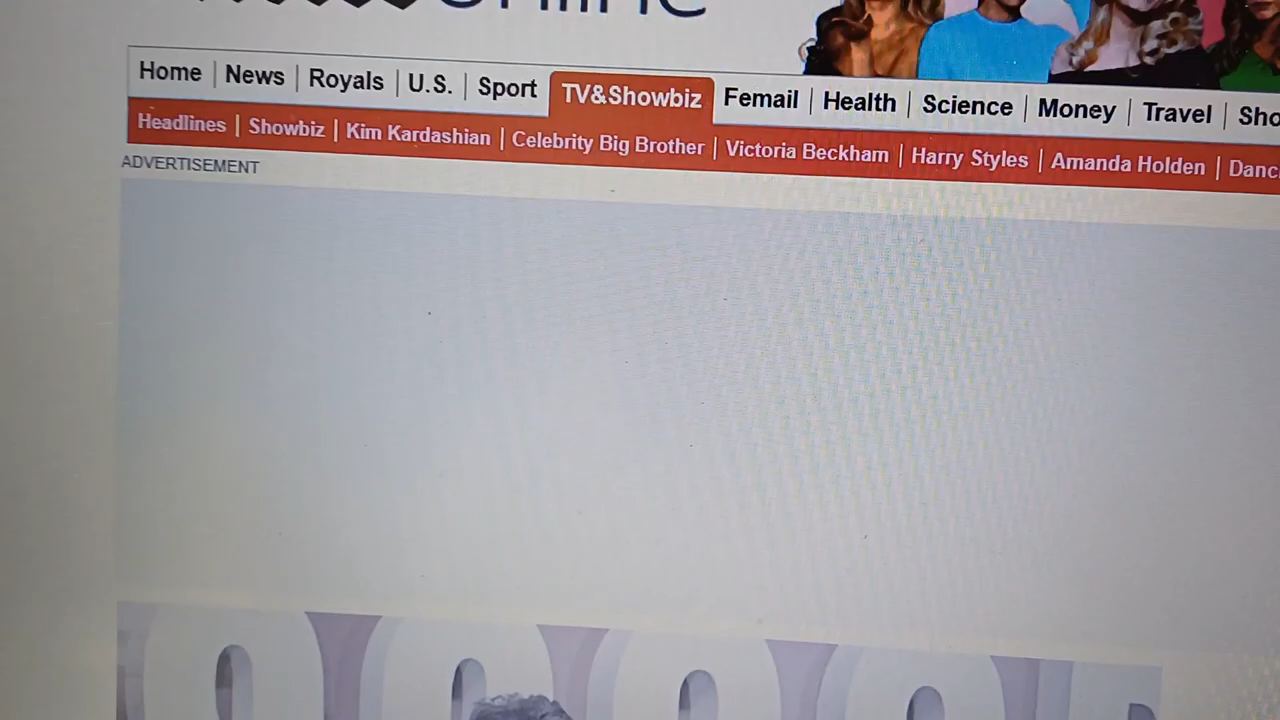 Online
Home | News | Royals | U.S. | Sport | TV&Showbiz | Femail | Health | Science | Money | Travel |
Headlines | Showbiz | Kim Kardashian | Celebrity Big Brother | Victoria Beckham | Harry Styles | Amanda Holden |
ADVERTISEMENT